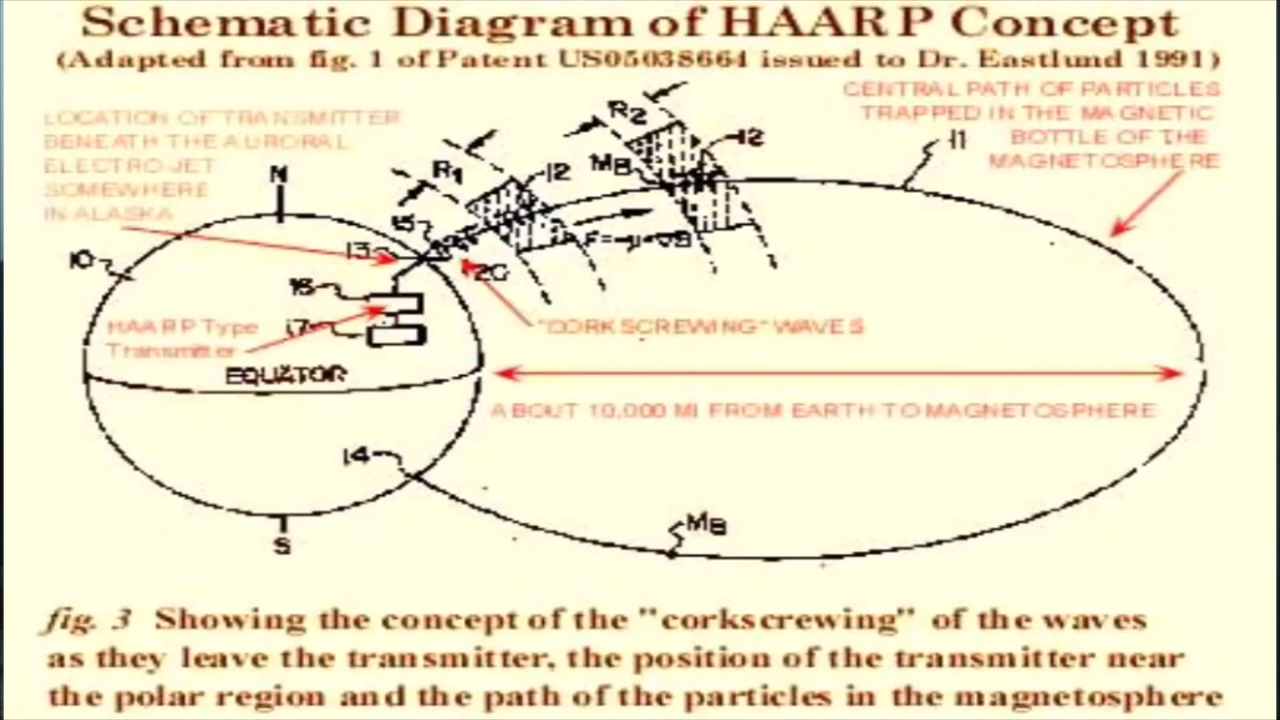 Schematic Diagram of HAARP Concept
(Adapted from fig. 1 of Patent US05038664 issued to Dr. Eastlund 1991)
LOCATION OF TRANSMITTER
BENEATH THE AURORAL
ELECTROJET
SOMEWHERE
IN ALASKA
CENTRAL PATH OF PARTICLES
TRAPPED IN THE MAGNETIC
BOTTLE OF THE
MAGNETOSPHERE
R2
12
11
MB
R1
12
N
15
13
10
20
16
17
HAARP Type
Transmitter
"CORKSCREWING" WAVES
EQUATOR
ABOUT 10,000 MI FROM EARTH TO MAGNETOSPHERE
14
MB
S
fig. 3 Showing the concept of the "corkscrewing" of the waves
as they leave the transmitter, the position of the transmitter near
the polar region and the path of the particles in the magnetosphere